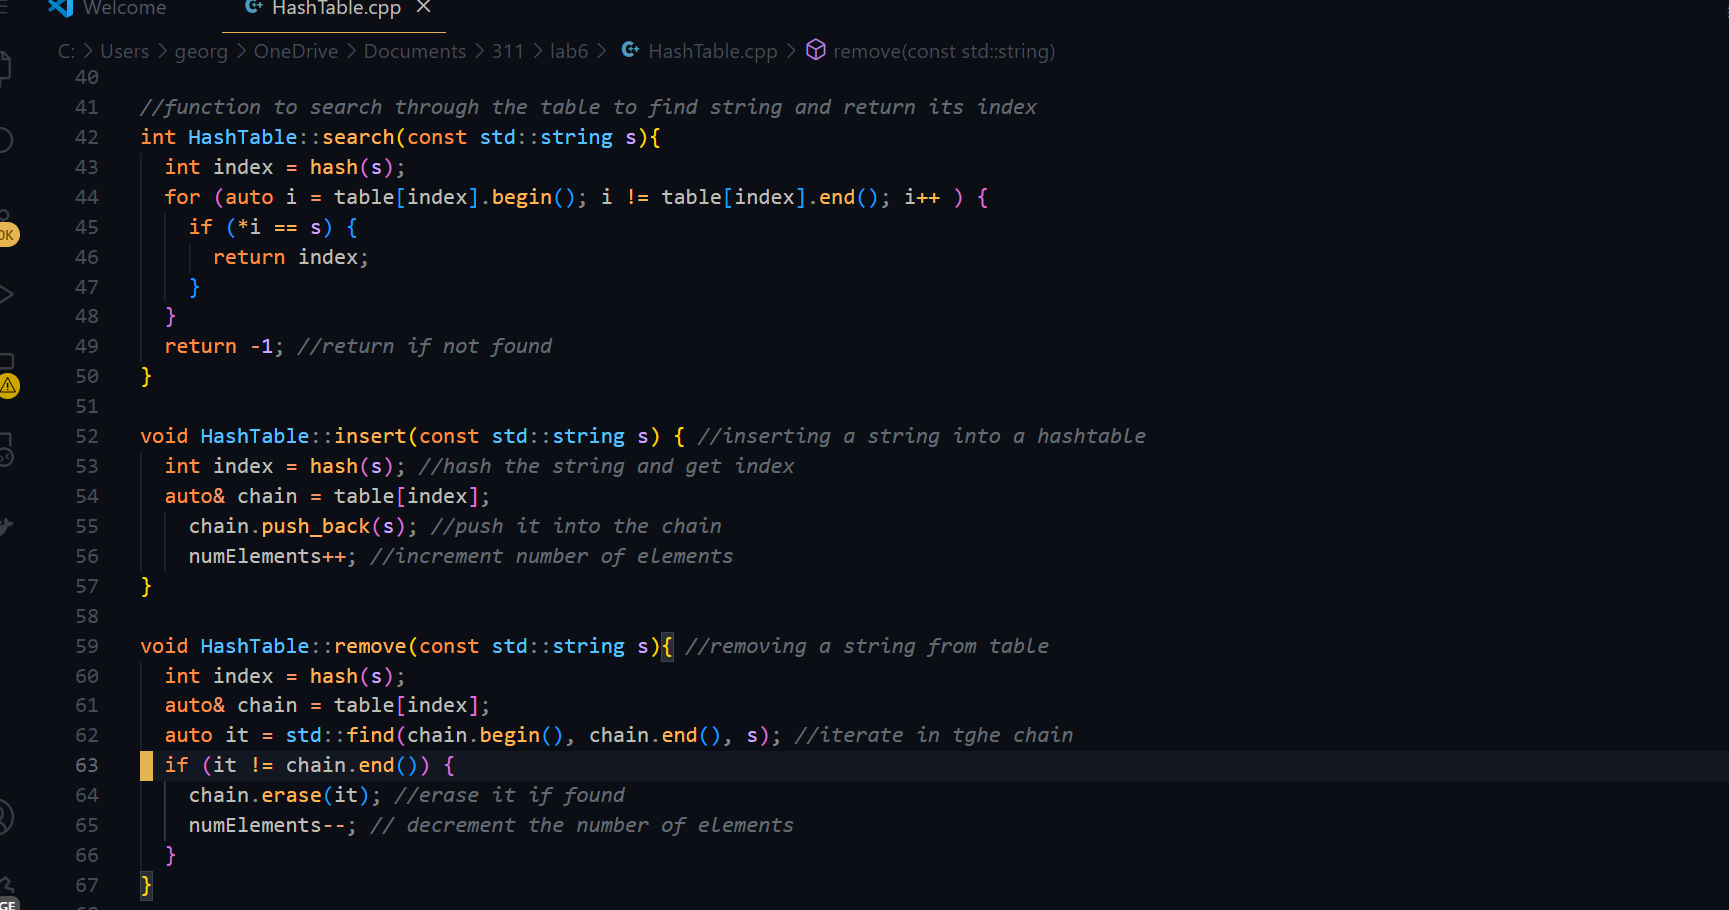 Welcome HashTable.cpp
C: > Users > georg > OneDrive > Documents > 311 > lab6 > HashTable.cpp > remove(const std::string)
40
41 //function to search through the table to find string and return its index
42 int HashTable::search(const std::string s){
43   int index = hash(s);
44   for (auto i = table[index].begin(); i != table[index].end(); i++ ) {
45     if (*i == s) {
46       return index;
47     }
48   }
49   return -1; //return if not found
50 }
51
52 void HashTable::insert(const std::string s) { //inserting a string into a hashtable
53   int index = hash(s); //hash the string and get index
54   auto& chain = table[index];
55     chain.push_back(s); //push it into the chain
56     numElements++; //increment number of elements
57 }
58
59 void HashTable::remove(const std::string s){ //removing a string from table
60   int index = hash(s);
61   auto& chain = table[index];
62   auto it = std::find(chain.begin(), chain.end(), s); //iterate in tghe chain
63   if (it != chain.end()) {
64     chain.erase(it); //erase it if found
65     numElements--; // decrement the number of elements
66   }
67 }